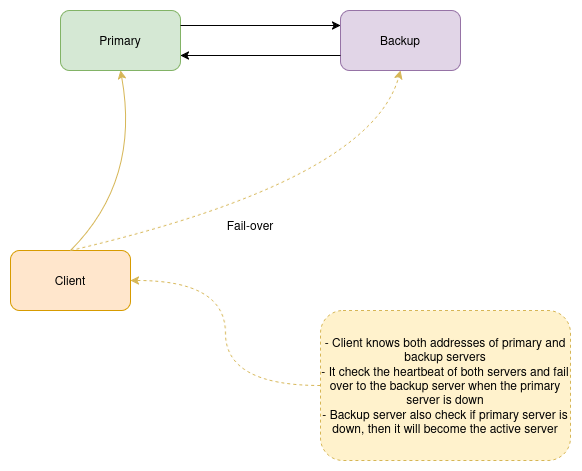 Primary
Backup
Fail-over
Client
- Client knows both addresses of primary and
backup servers
- It check the heartbeat of both servers and fail
over to the backup server when the primary
server is down
- Backup server also check if primary server is
down, then it will become the active server